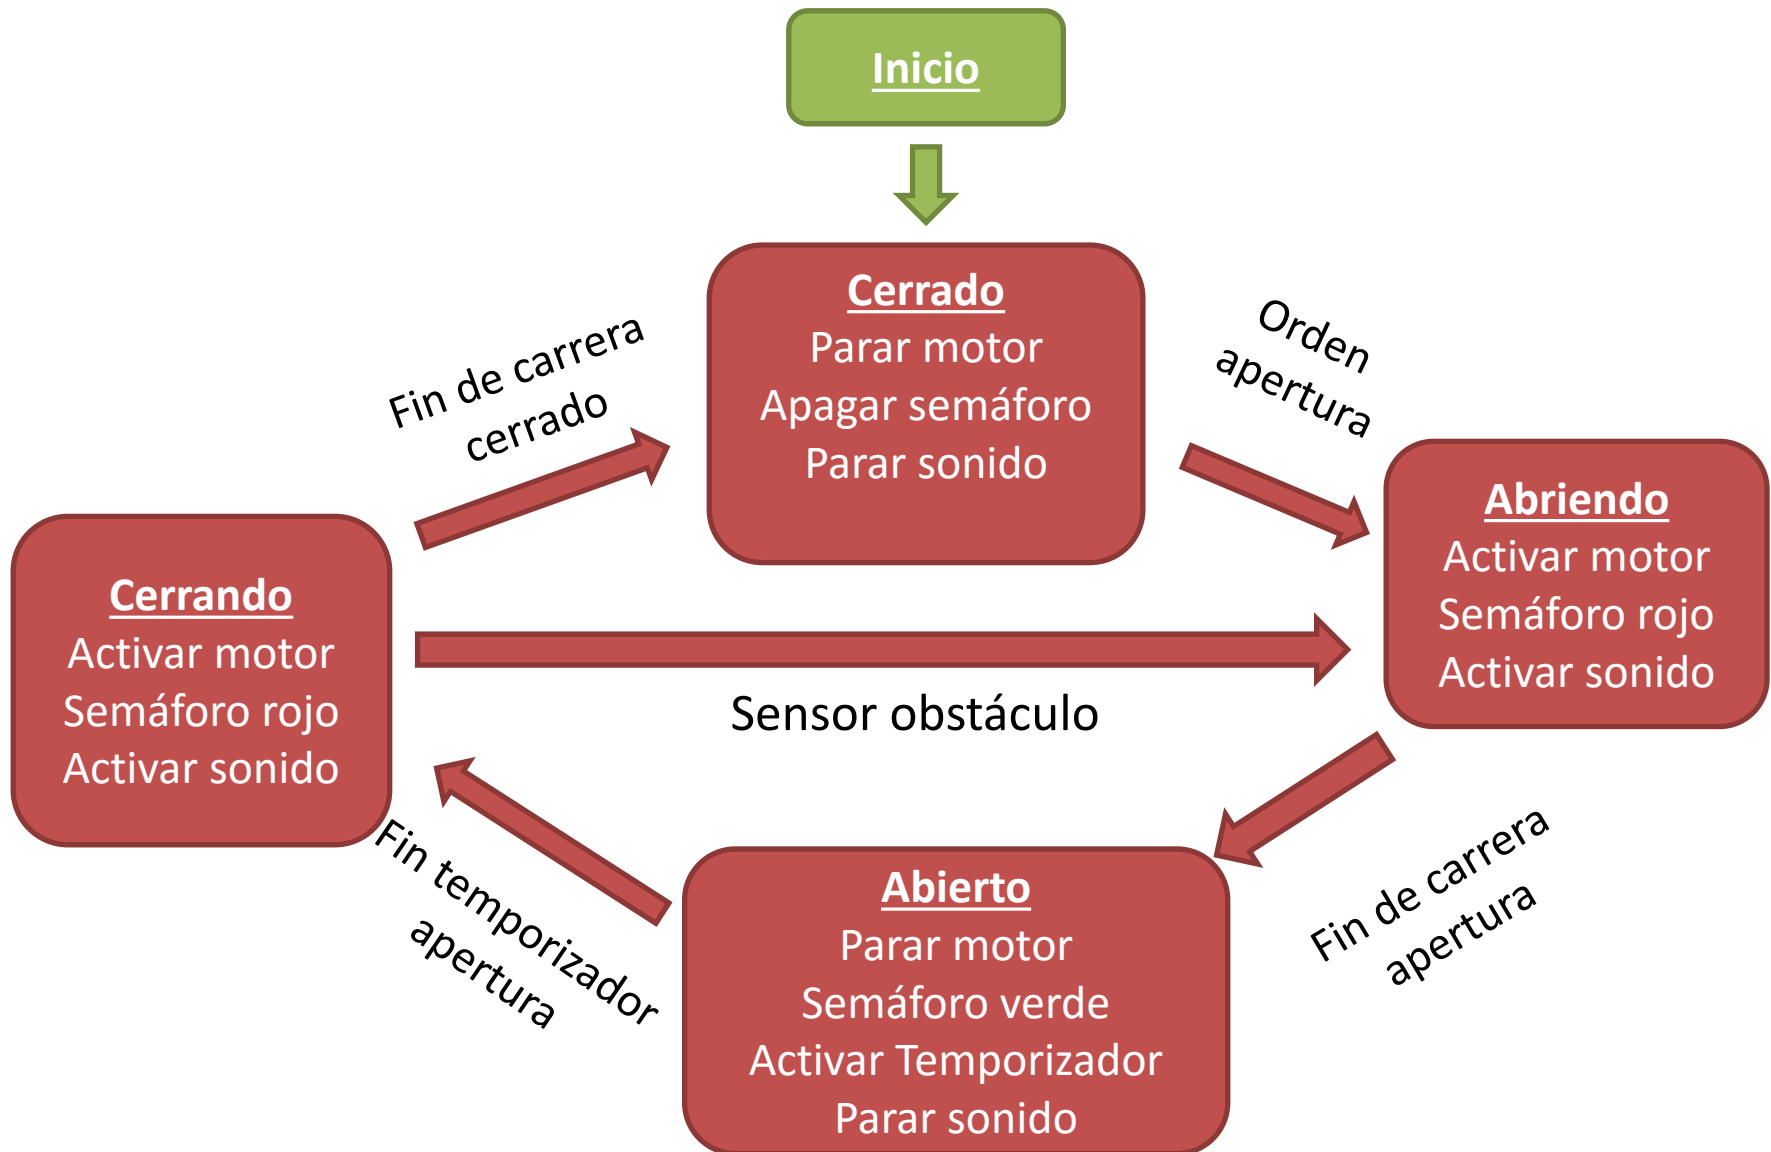 Inicio
Cerrado
Parar motor
Apagar semáforo
Parar sonido
Fin de carrera
cerrado
Orden
apertura
Abriendo
Activar motor
Semáforo rojo
Activar sonido
Cerrando
Activar motor
Semáforo rojo
Activar sonido
Sensor obstáculo
Fin temporizador
apertura
Fin de carrera
apertura
Abierto
Parar motor
Semáforo verde
Activar Temporizador
Parar sonido